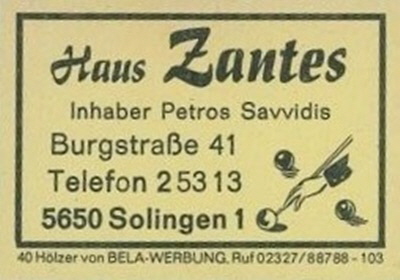 Haus Zantes
Inhaber Petros Savvidis
Burgstraße 41
Telefon 25313
5650 Solingen 1
40 Hölzer von BELA-WERBUNG, Ruf 02327/88788 - 103